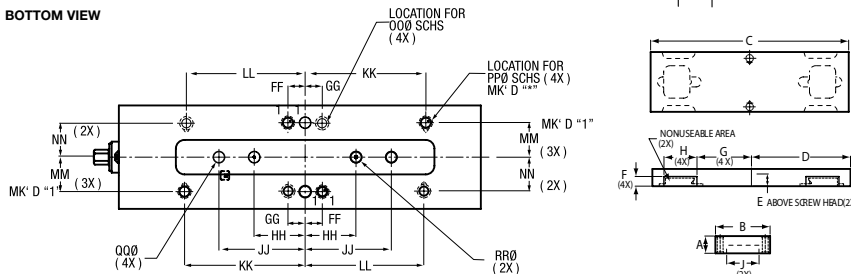 BOTTOM VIEW
LOCATION FOR
OOØ SCHS
( 4X )
LL
KK
FF
GG
LOCATION FOR
PPØ SCHS ( 4X )
MK' D "*"
1
1
NN
( 2X )
MK' D "1"
MM
( 3X )
MM
( 3X )
MK' D "1"
NN
( 2X )
1
1
GG
FF
HH
HH
QQØ
( 4X )
JJ
JJ
RRØ
( 2X )
KK
LL
C
NONUSEABLE AREA
(2X)
H
(4X)
G
(4 X)
D
F
(4X)
E ABOVE SCREW HEAD(2
B
A
J
(2X)